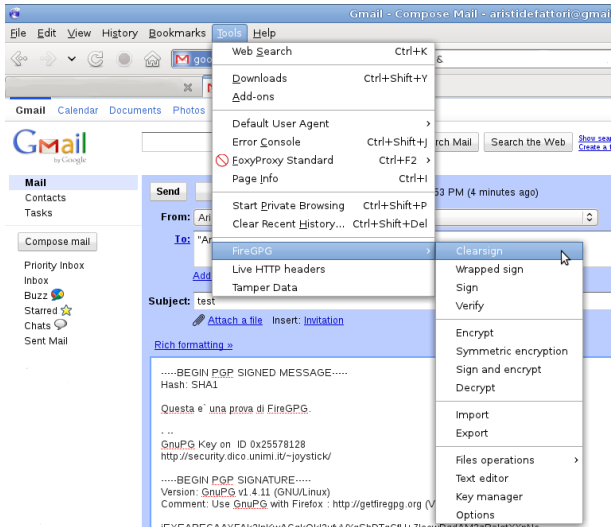 Gmail - Compose Mail - aristidefattori@gmai
File Edit View History Bookmarks Tools Help
goo
&
Web Search Ctrl+K
Downloads Ctrl+Shift+Y
Add-ons
Default User Agent
Error Console Ctrl+Shift+J
FoxyProxy Standard Ctrl+F2
Page Info Ctrl+I
Start Private Browsing Ctrl+Shift+P
Clear Recent History... Ctrl+Shift+Del
FireGPG
Live HTTP headers
Tamper Data
Clearsign
Wrapped sign
Sign
Verify
Encrypt
Symmetric encryption
Sign and encrypt
Decrypt
Import
Export
Files operations
Text editor
Key manager
Options
Gmail Calendar Documents Photos
Gmail
by Google
rch Mail Search the Web Show sear
Create a f
Mail
Contacts
Tasks
Compose mail
Priority Inbox
Inbox
Buzz
Starred
Chats
Sent Mail
Send 53 PM (4 minutes ago)
From: Ari
To: "Ar
Add
Subject: test
Attach a file Insert: Invitation
Rich formatting »
-----BEGIN PGP SIGNED MESSAGE-----
Hash: SHA1
Questa e` una prova di FireGPG.
- --
GnuPG Key on ID 0x25578128
http://security.dico.unimi.it/~joystick/
-----BEGIN PGP SIGNATURE-----
Version: GnuPG v1.4.11 (GNU/Linux)
Comment: Use GnuPG with Firefox : http://getfiregpg.org (V